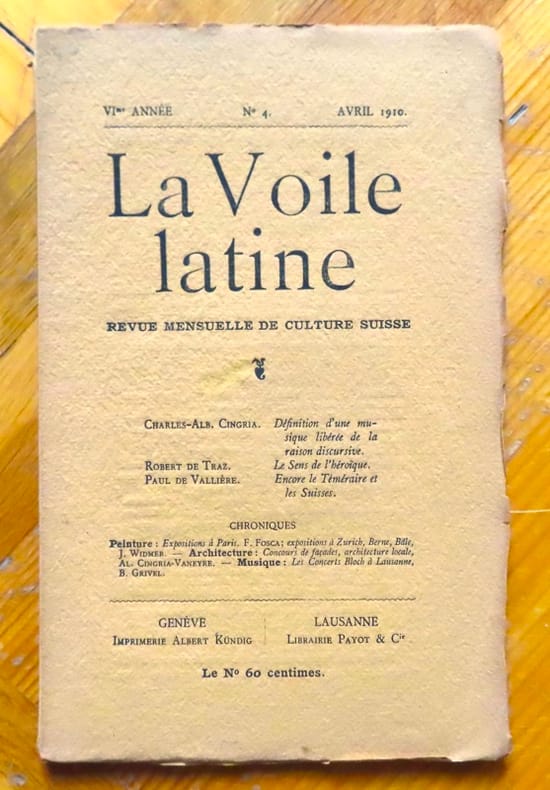 VIme ANNÉE No 4. AVRIL 1910.
La Voile
latine
REVUE MENSUELLE DE CULTURE SUISSE
CHARLES-ALB. CINGRIA. Définition d'une mu-
sique libérée de la
raison discursive.
ROBERT DE TRAZ. Le Sens de l'héroïque.
PAUL DE VALLIÈRE. Encore le Téméraire et
les Suisses.
CHRONIQUES
Peinture : Expositions à Paris, F. FOSCA; expositions à Zurich, Berne, Bâle,
J. WIDMER. — Architecture : Concours de façades, architecture locale,
AL. CINGRIA-VANEYRE. — Musique : Les Concerts Bloch à Lausanne,
B. GRIVEL.
GENÈVE LAUSANNE
IMPRIMERIE ALBERT KÜNDIG LIBRAIRIE PAYOT & Cie.
Le No 60 centimes.